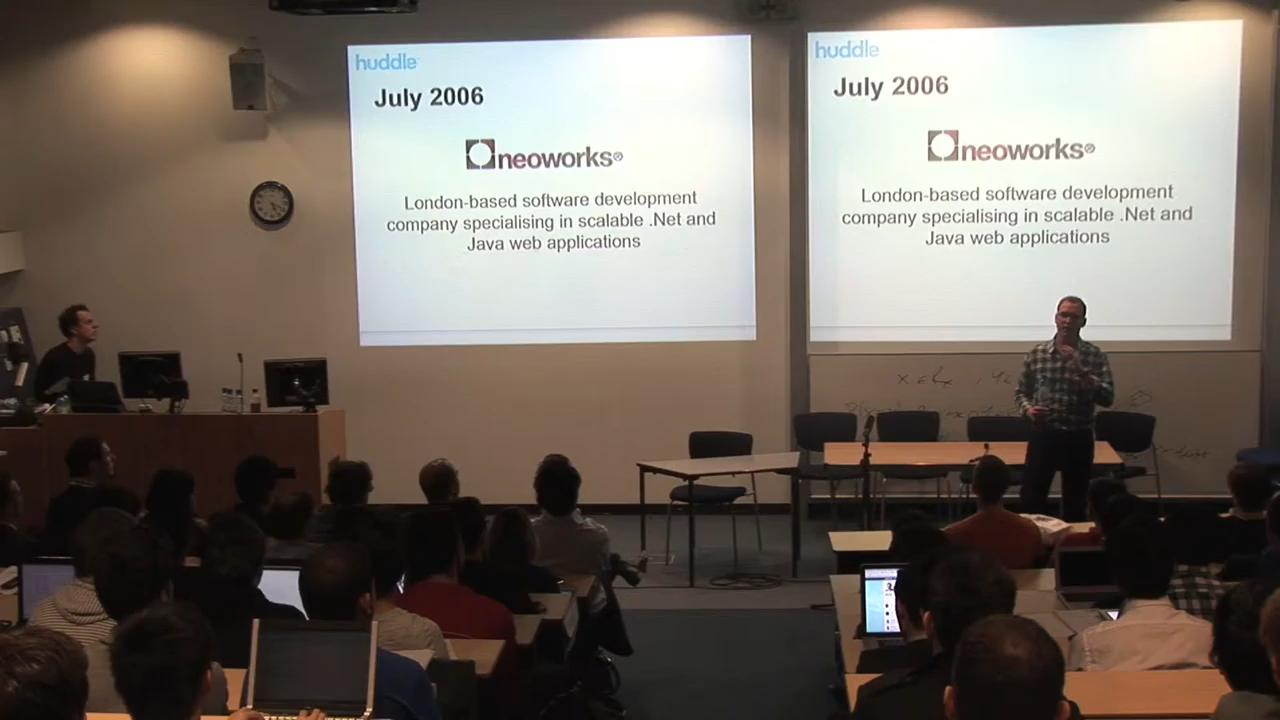 huddle
July 2006
neoworks
London-based software development
company specialising in scalable .Net and
Java web applications
huddle
July 2006
neoworks
London-based software development
company specialising in scalable .Net and
Java web applications